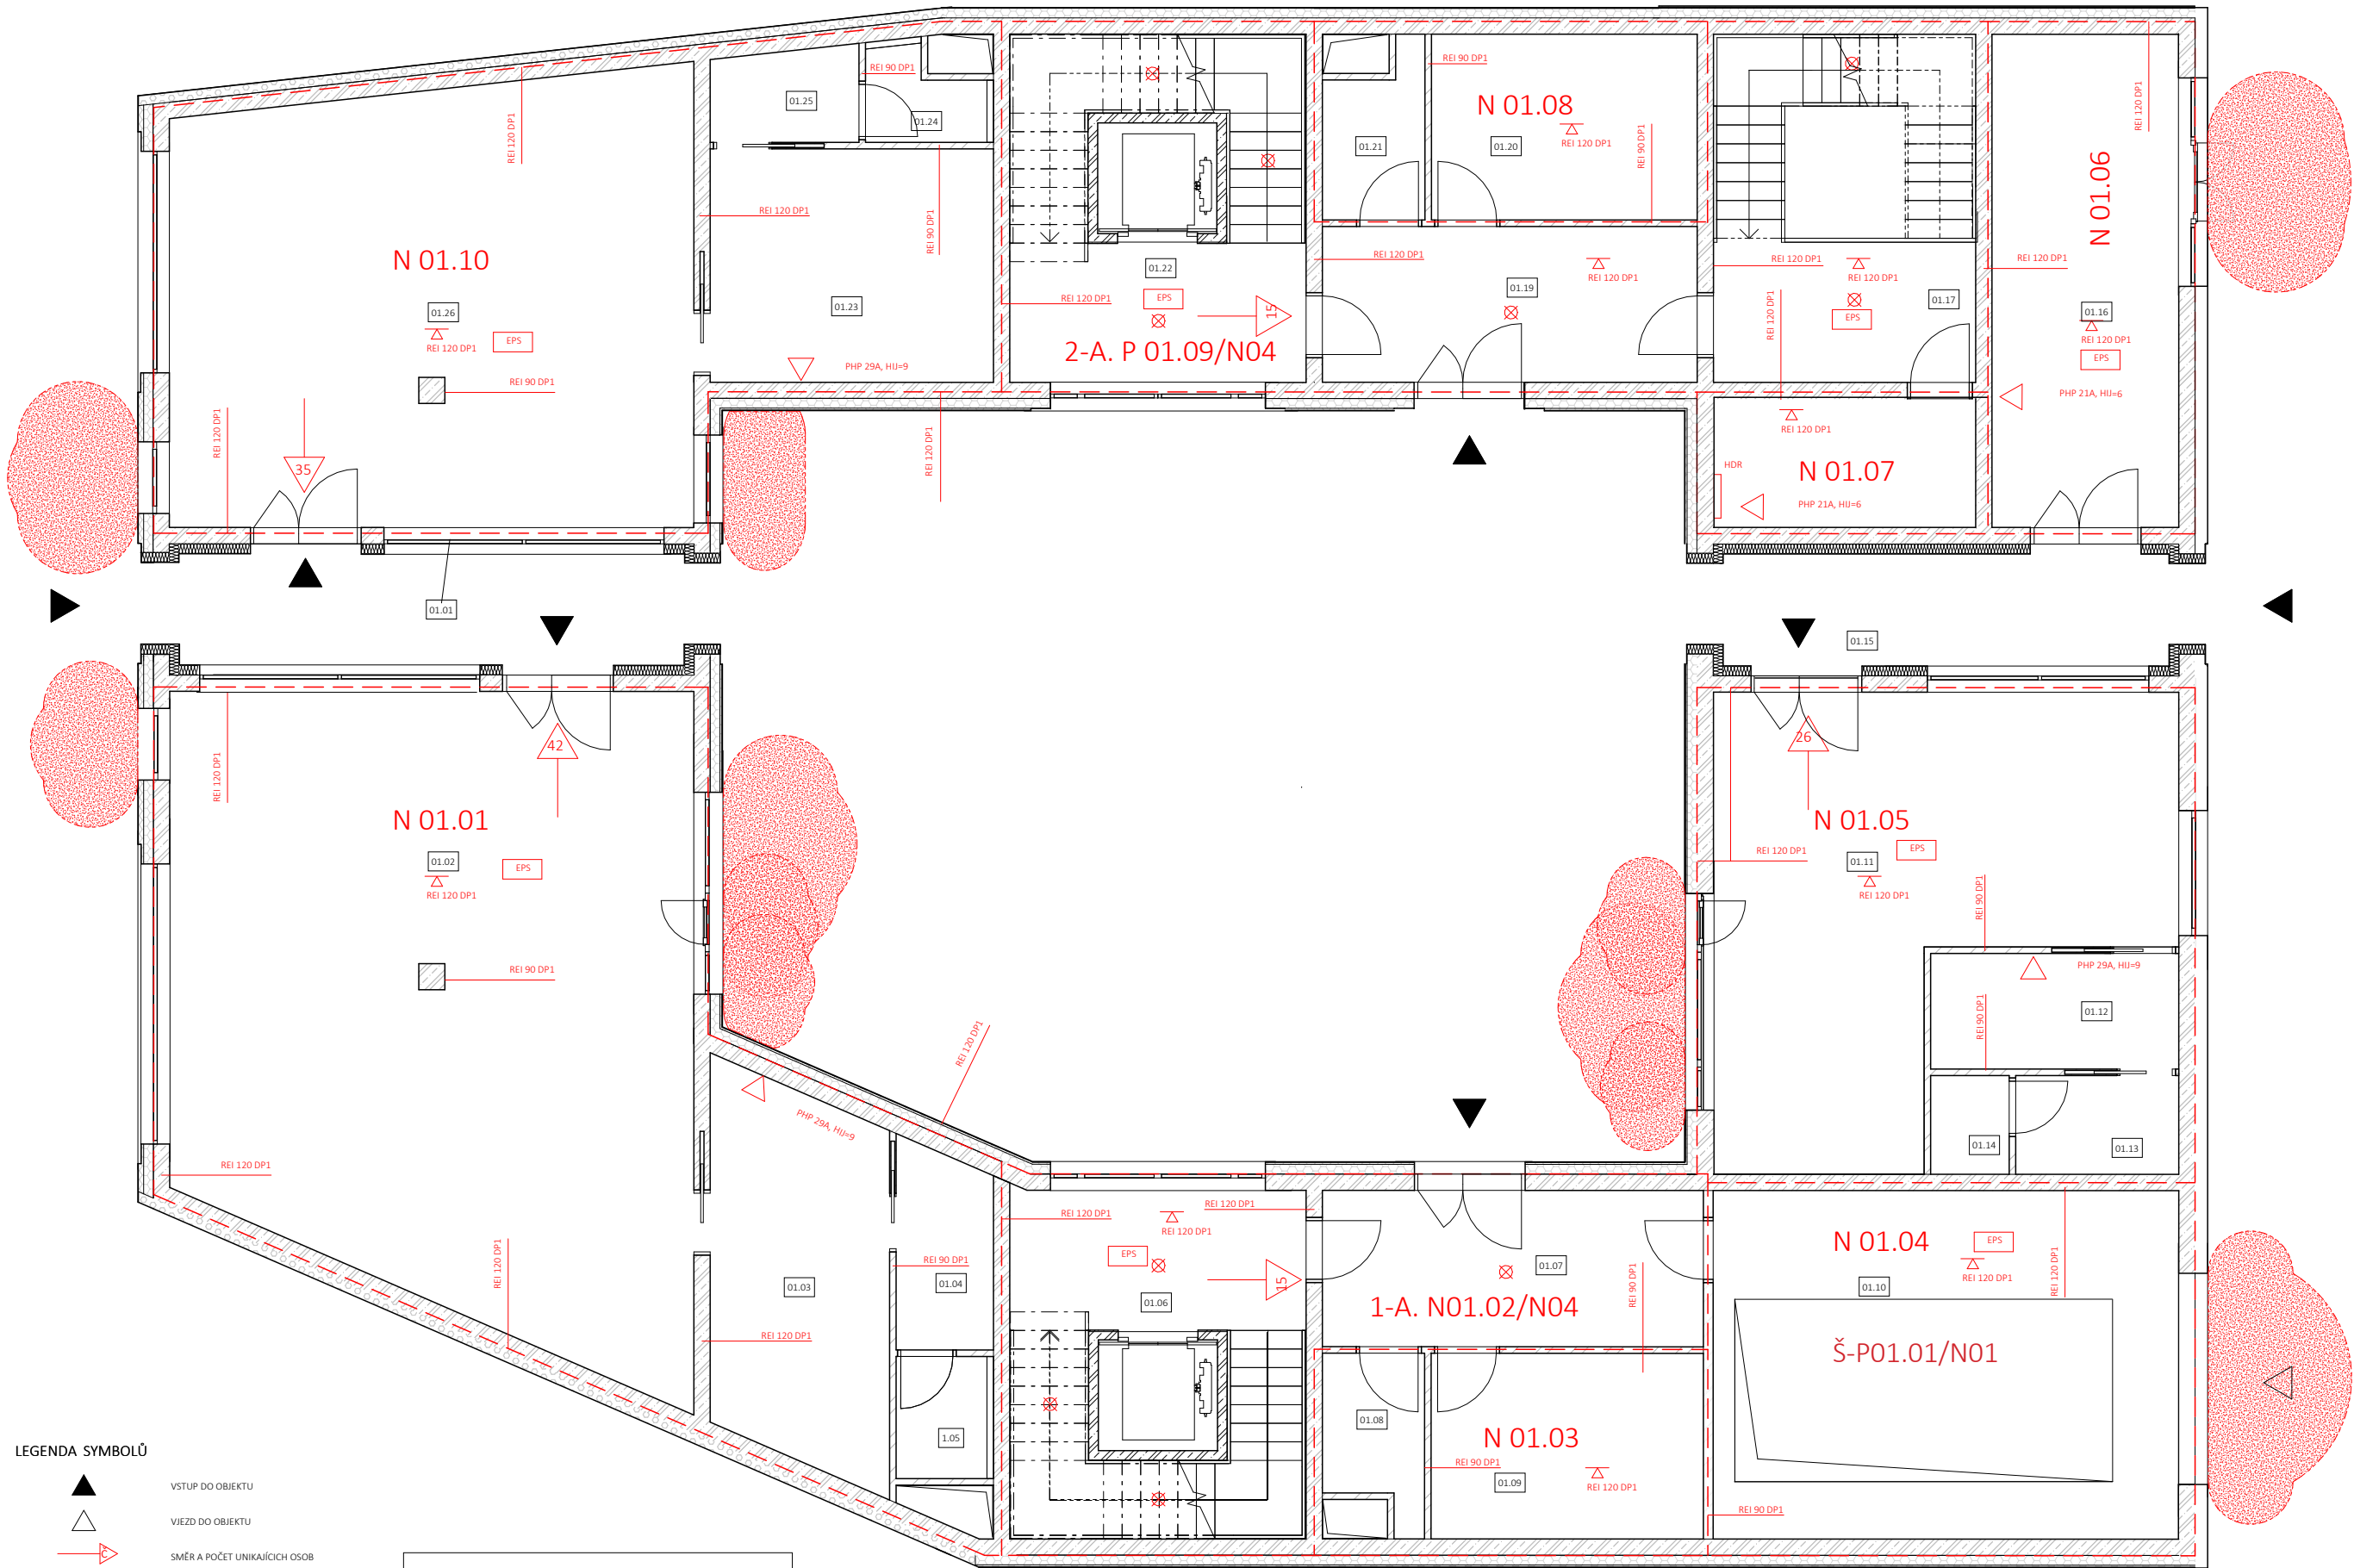 REI 90 DP1
REI 90 DP1
01.25
01.24
REI 120 DP1
N 01.08
REI 120 DP1
REI 90 DP1
REI 120 DP1
01.21
01.20
N 01.06
REI 120 DP1
REI 90 DP1
N 01.10
REI 120 DP1
REI 120 DP1
REI 120 DP1
01.22
REI 120 DP1
REI 120 DP1
01.19
EPS
01.17
01.23
REI 120 DP1
15
REI 120 DP1
01.16
01.26
EPS
EPS
REI 120 DP1
REI 120 DP1
EPS
2-A. P 01.09/N04
PHP 29A, HIJ=9
REI 90 DP1
PHP 21A, HIJ=6
REI 120 DP1
REI 120 DP1
REI 120 DP1
35
HDR
N 01.07
PHP 21A, HIJ=6
01.01
01.15
42
26
REI 120 DP1
N 01.01
N 01.05
REI 120 DP1
EPS
01.02
EPS
01.11
REI 120 DP1
REI 120 DP1
REI 90 DP1
REI 90 DP1
PHP 29A, HIJ=9
REI 90 DP1
01.12
REI 120 DP1
PHP 29A, HIJ=9
01.14
01.13
REI 120 DP1
REI 120 DP1
REI 120 DP1
REI 120 DP1
N 01.04
EPS
EPS
REI 120 DP1
REI 90 DP1
01.07
REI 120 DP1
REI 120 DP1
01.03
01.04
15
REI 90 DP1
01.10
01.06
1-A. N01.02/N04
REI 120 DP1
Š-P01.01/N01
01.08
1.05
N 01.03
REI 90 DP1
01.09
REI 120 DP1
REI 90 DP1
LEGENDA SYMBOLŮ
VSTUP DO OBJEKTU
VJEZD DO OBJEKTU
Č
SMĚR A POČET UNIKAJÍCICH OSOB